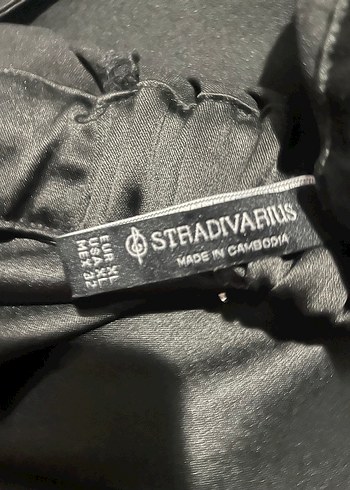 STRADIVARIUS
MADE IN CAMBODIA
EUR XL
USA XL
MEX 32